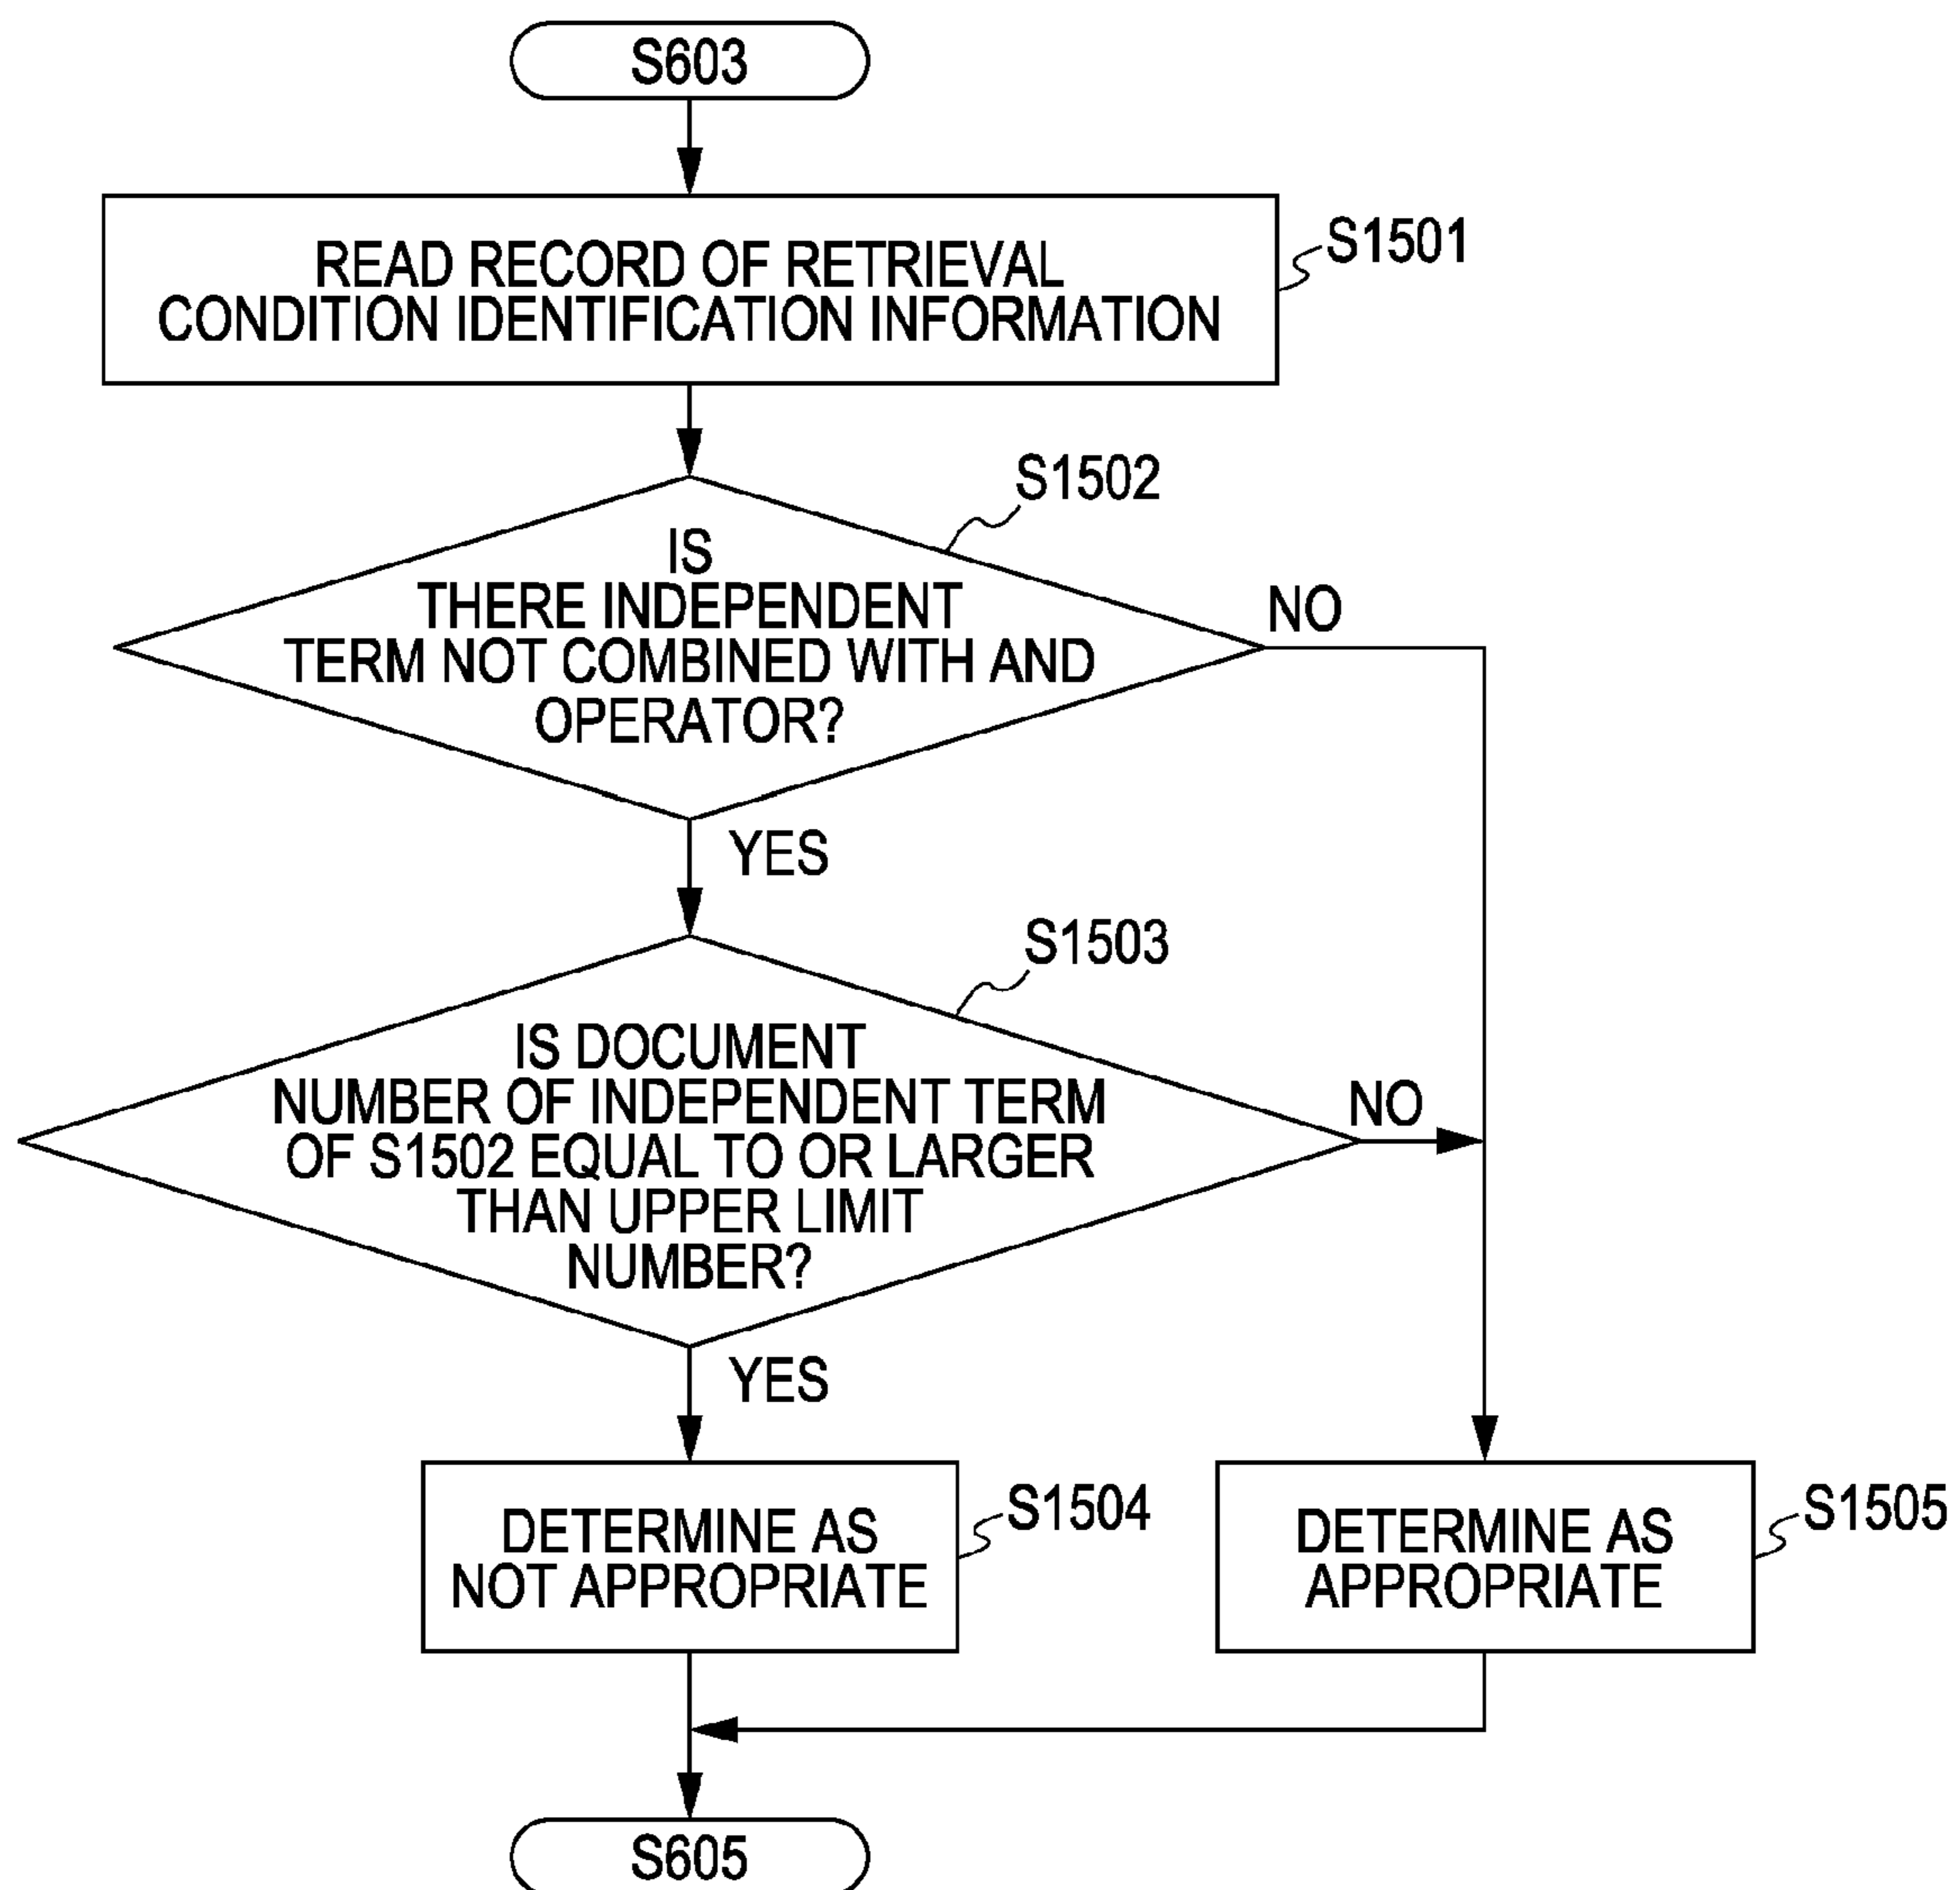 S603
READ RECORD OF RETRIEVAL
CONDITION IDENTIFICATION INFORMATION
S1501
S1502
IS
THERE INDEPENDENT
TERM NOT COMBINED WITH AND
OPERATOR?
NO
YES
S1503
IS DOCUMENT
NUMBER OF INDEPENDENT TERM
OF S1502 EQUAL TO OR LARGER
THAN UPPER LIMIT
NUMBER?
NO
YES
DETERMINE AS
NOT APPROPRIATE
S1504
DETERMINE AS
APPROPRIATE
S1505
S605